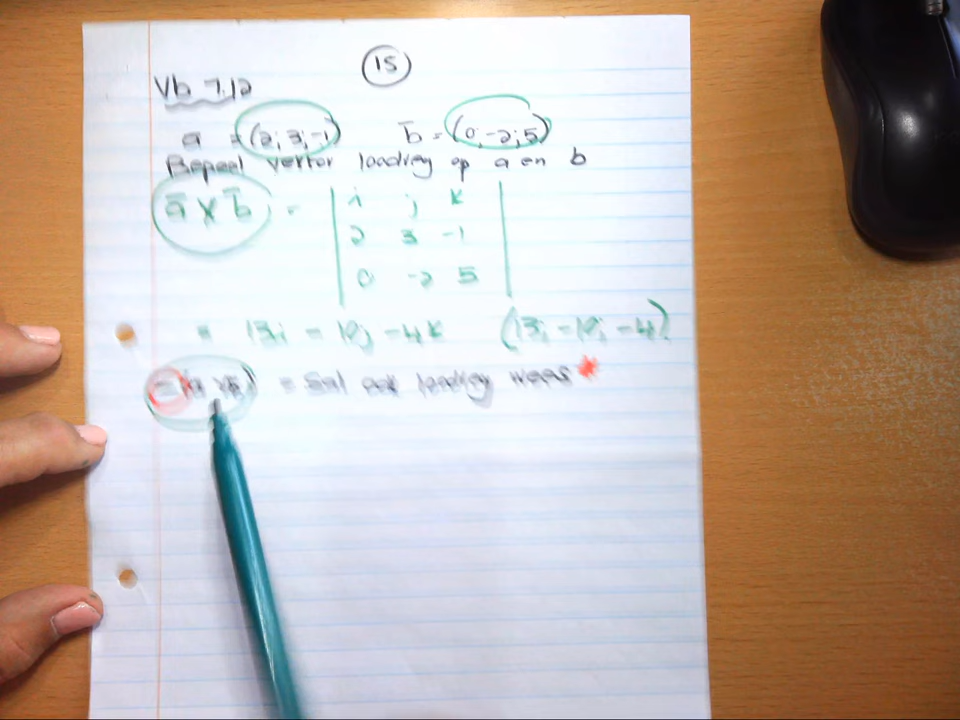 15
Vb 7.12
a = (2; 3; -1) b̄ = (0; -2; 5)
Bepaal vektor loodreg op a en b
ā x b̄ = | i j k |
2 3 -1
0 -2 5
= 13i - 10j - 4k (13; -10; -4)
-(ā x b̄) = Sal ook loodreg wees *